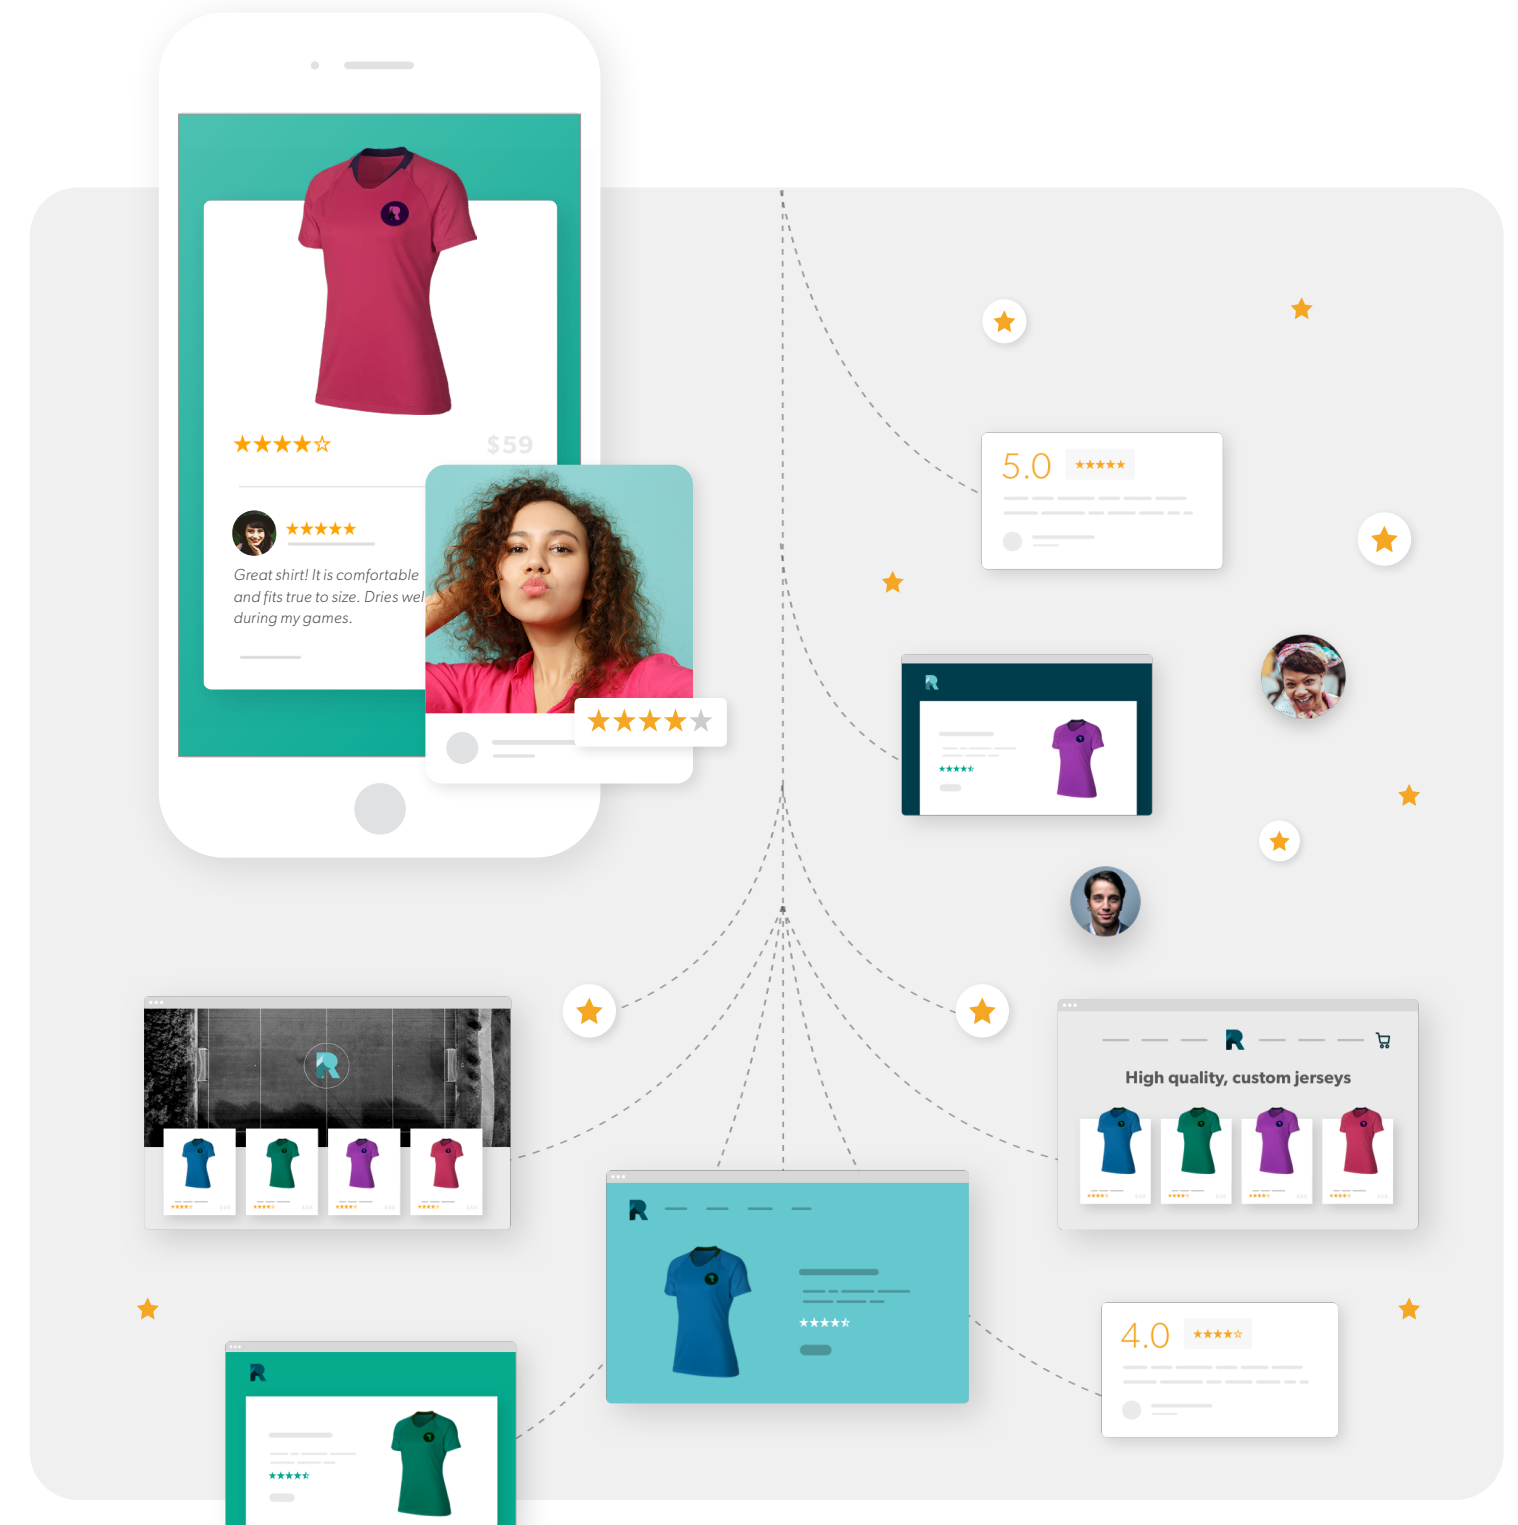 $59
Great shirt! It is comfortable
and fits true to size. Dries wel
during my games.
5.0
R
R
R
High quality, custom jerseys
R
4.0
R